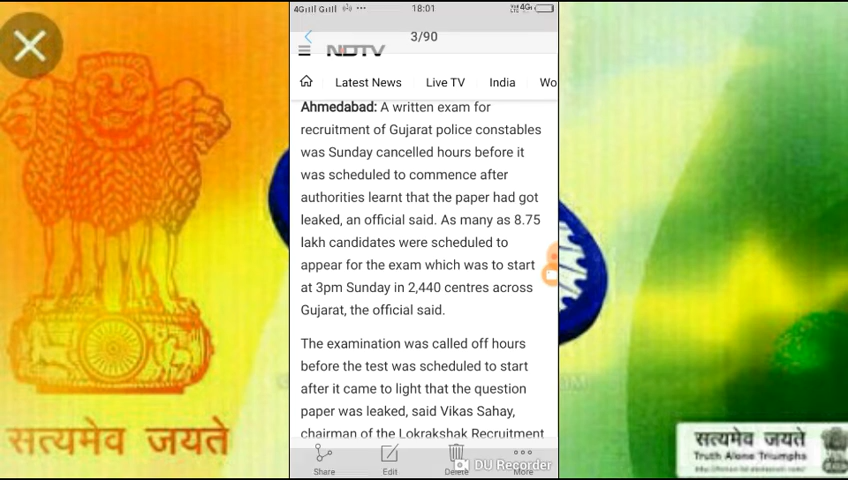 4G G
18:01
4G
3/90
NDTV
Latest News Live TV India Wo
Ahmedabad: A written exam for
recruitment of Gujarat police constables
was Sunday cancelled hours before it
was scheduled to commence after
authorities learnt that the paper had got
leaked, an official said. As many as 8.75
lakh candidates were scheduled to
appear for the exam which was to start
at 3pm Sunday in 2,440 centres across
Gujarat, the official said.
The examination was called off hours
before the test was scheduled to start
after it came to light that the question
paper was leaked, said Vikas Sahay,
chairman of the Lokrakshak Recruitment
Share Edit Delete More
DU Recorder
सत्यमेव जयते
सत्यमेव जयते
Truth Alone Triumphs